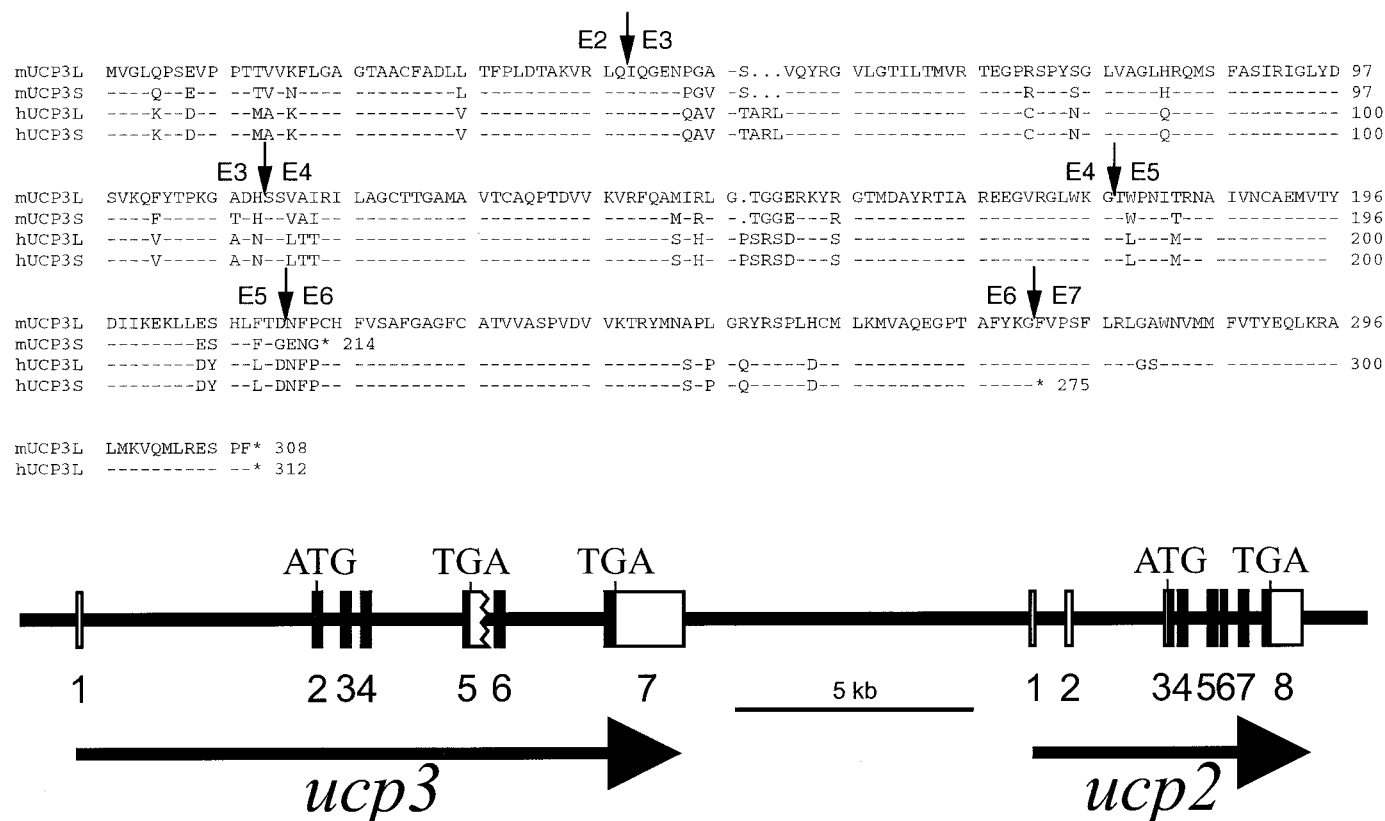 E2 E3
mUCP3L MVGLQPSEVP PTTVVKFLGA GTAACFADLL TFPLDTAKVR LQIQGENPGA -S...VQYRG VLGTILTMVR TEGPRSPYSG LVAGLHRQMS FASIRIGLYD 97
mUCP3S ----Q--E-- --TV-N---- ---------L ---------- -------PGV -S...----- ---------- ----R---S- ----H----- ---------- 97
hUCP3L ----K--D-- --MA-K---- ---------V ---------- -------QAV -TARL----- ---------- ----C---N- ----Q----- ---------- 100
hUCP3S ----K--D-- --MA-K---- ---------V ---------- -------QAV -TARL----- ---------- ----C---N- ----Q----- ---------- 100
E3 E4 E4 E5
mUCP3L SVKQFYTPKG ADHSSVAIRI LAGCTTGAMA VTCAQPTDVV KVRFQAMIRL G.TGGERKYR GTMDAYRTIA REEGVRGLWK GTWPNITRNA IVNCAEMVTY 196
mUCP3S ----F----- T-H--VAI-- ---------- ---------- ------M-R- -.TGGE---R ---------- ---------- --W---T--- ---------- 196
hUCP3L ----V----- A-N--LTT-- ---------- ---------- ------S-H- -PSRSD---S ---------- ---------- --L---M--- ---------- 200
hUCP3S ----V----- A-N--LTT-- ---------- ---------- ------S-H- -PSRSD---S ---------- ---------- --L---M--- ---------- 200
E5 E6 E6 E7
mUCP3L DIIKEKLLES HLFTDNFPCH FVSAFGAGFC ATVVASPVDV VKTRYMNAPL GRYRSPLHCM LKMVAQEGPT AFYKGFVPSF LRLGAWNVMM FVTYEQLKRA 296
mUCP3S --------ES --F-GENG* 214
hUCP3L --------DY --L-DNFP-- ---------- ---------- -------S-P -Q------D- ---------- ---------- ----GS---- ---------- 300
hUCP3S --------DY --L-DNFP-- ---------- ---------- -------S-P -Q------D- ---------- -----* 275
mUCP3L LMKVQMLRES PF* 308
hUCP3L ---------- --* 312
ATG TGA TGA ATG TGA
1 2 3 4 5 6 7 5 kb 1 2 3 4 5 6 7 8
ucp3 ucp2